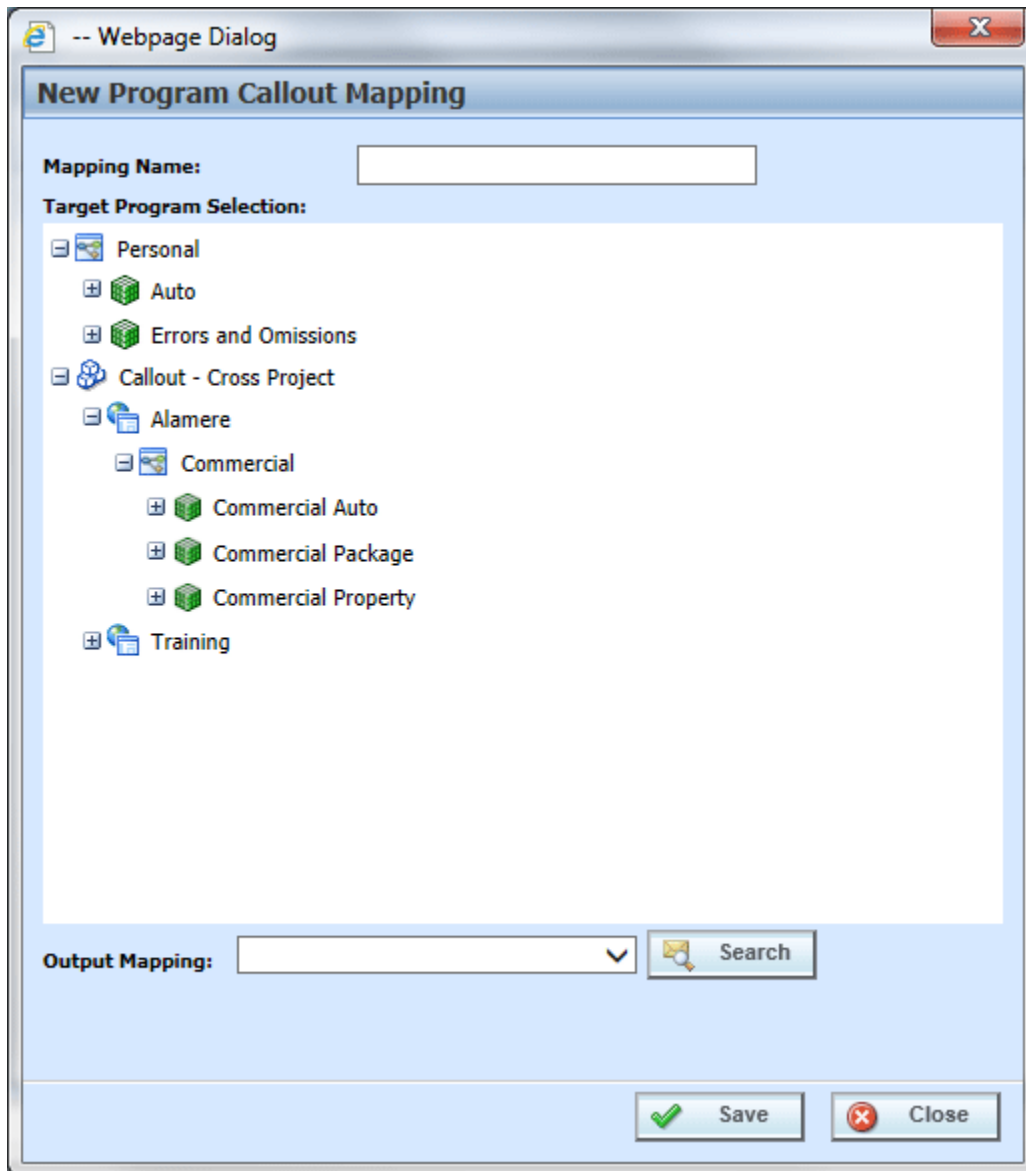 -- Webpage Dialog
New Program Callout Mapping
Mapping Name:
Target Program Selection:
Personal
Auto
Errors and Omissions
Callout - Cross Project
Alamere
Commercial
Commercial Auto
Commercial Package
Commercial Property
Training
Output Mapping:
Search
Save
Close